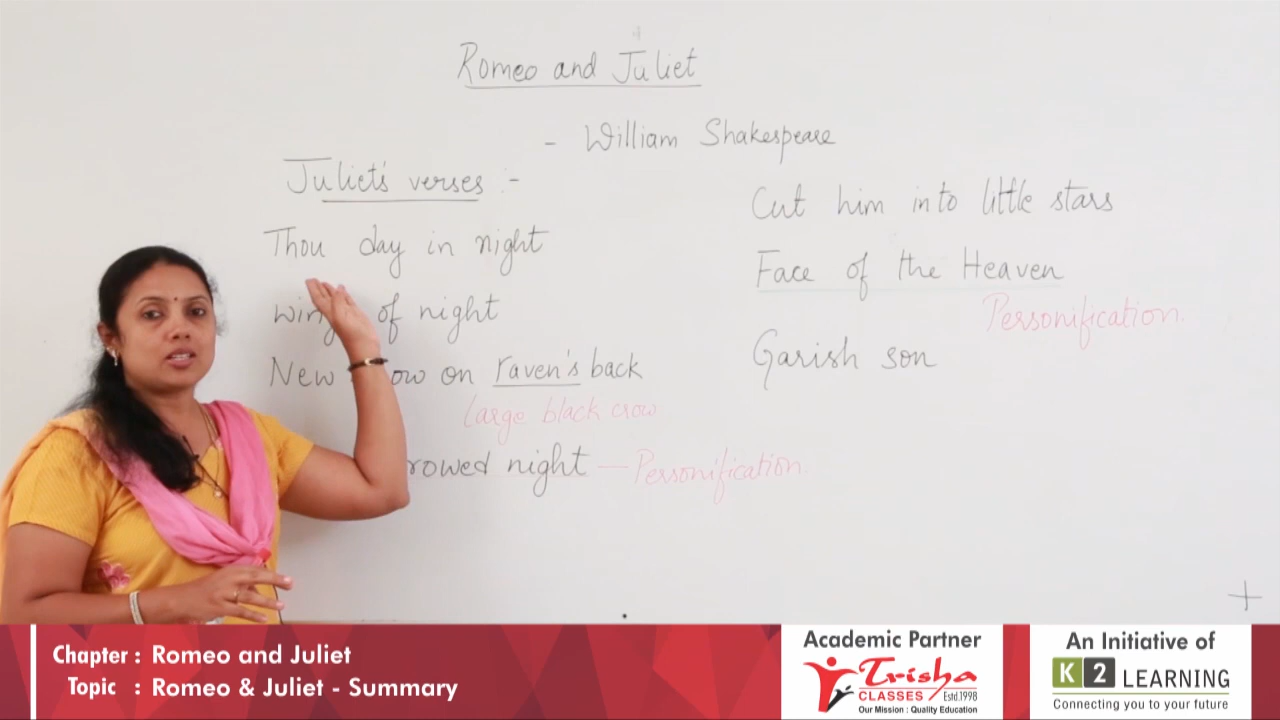 Romeo and Juliet
- William Shakespeare
Juliet's verses :-
Thou day in night
wing of night
New ow on raven's back
large black crow
rowed night — Personification
Cut him into little stars
Face of the Heaven
Personification
Garish son
Chapter : Romeo and Juliet
Topic : Romeo & Juliet - Summary
Academic Partner
Trisha
CLASSES Estd.1998
Our Mission : Quality Education
An Initiative of
K2 LEARNING
Connecting you to your future